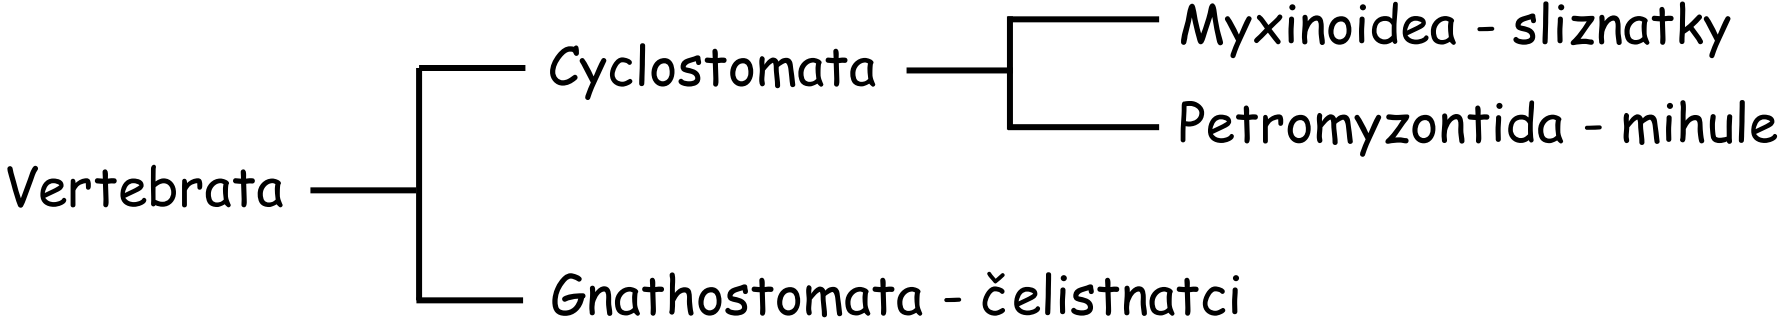 Myxinoidea - sliznatky
Cyclostomata
Petromyzontida - mihule
Vertebrata
Gnathostomata - čelistnatci